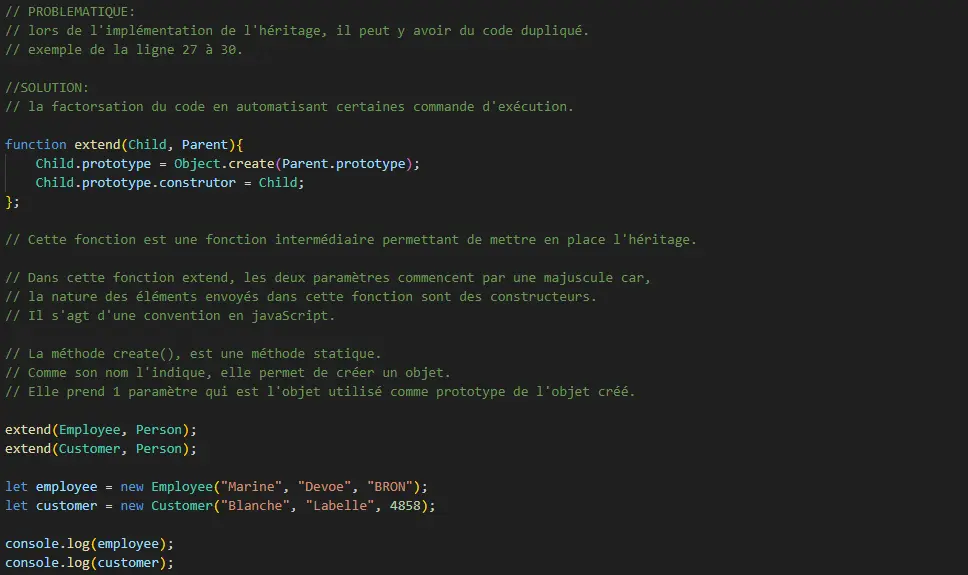 // PROBLEMATIQUE:
// lors de l'implémentation de l'héritage, il peut y avoir du code dupliqué.
// exemple de la ligne 27 à 30.
//SOLUTION:
// la factorsation du code en automatisant certaines commande d'exécution.
function extend(Child, Parent){
    Child.prototype = Object.create(Parent.prototype);
    Child.prototype.construtor = Child;
};
// Cette fonction est une fonction intermédiaire permettant de mettre en place l'héritage.
// Dans cette fonction extend, les deux paramètres commencent par une majuscule car,
// la nature des éléments envoyés dans cette fonction sont des constructeurs.
// Il s'agt d'une convention en javaScript.
// La méthode create(), est une méthode statique.
// Comme son nom l'indique, elle permet de créer un objet.
// Elle prend 1 paramètre qui est l'objet utilisé comme prototype de l'objet créé.
extend(Employee, Person);
extend(Customer, Person);
let employee = new Employee("Marine", "Devoe", "BRON");
let customer = new Customer("Blanche", "Labelle", 4858);
console.log(employee);
console.log(customer);